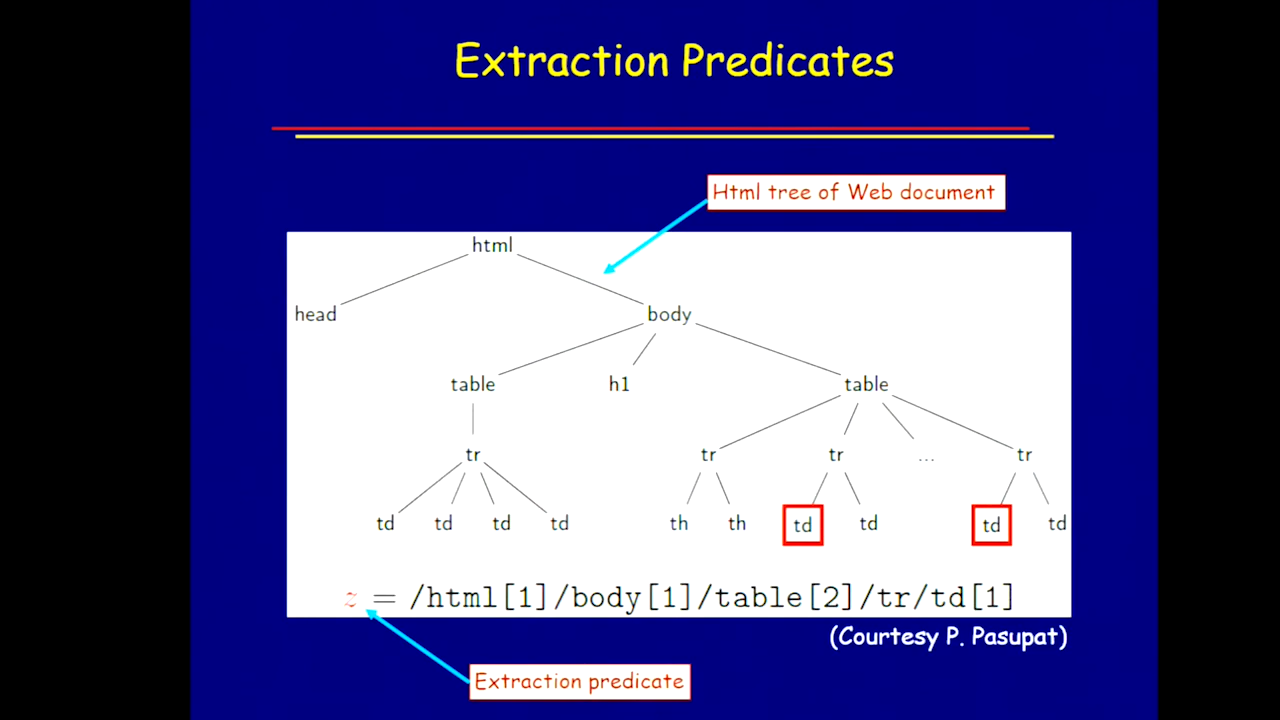 Extraction Predicates
Html tree of Web document
html
head body
table h1 table
tr tr tr ... tr
td td td td th th td td td td
z = /html[1]/body[1]/table[2]/tr/td[1]
(Courtesy P. Pasupat)
Extraction predicate